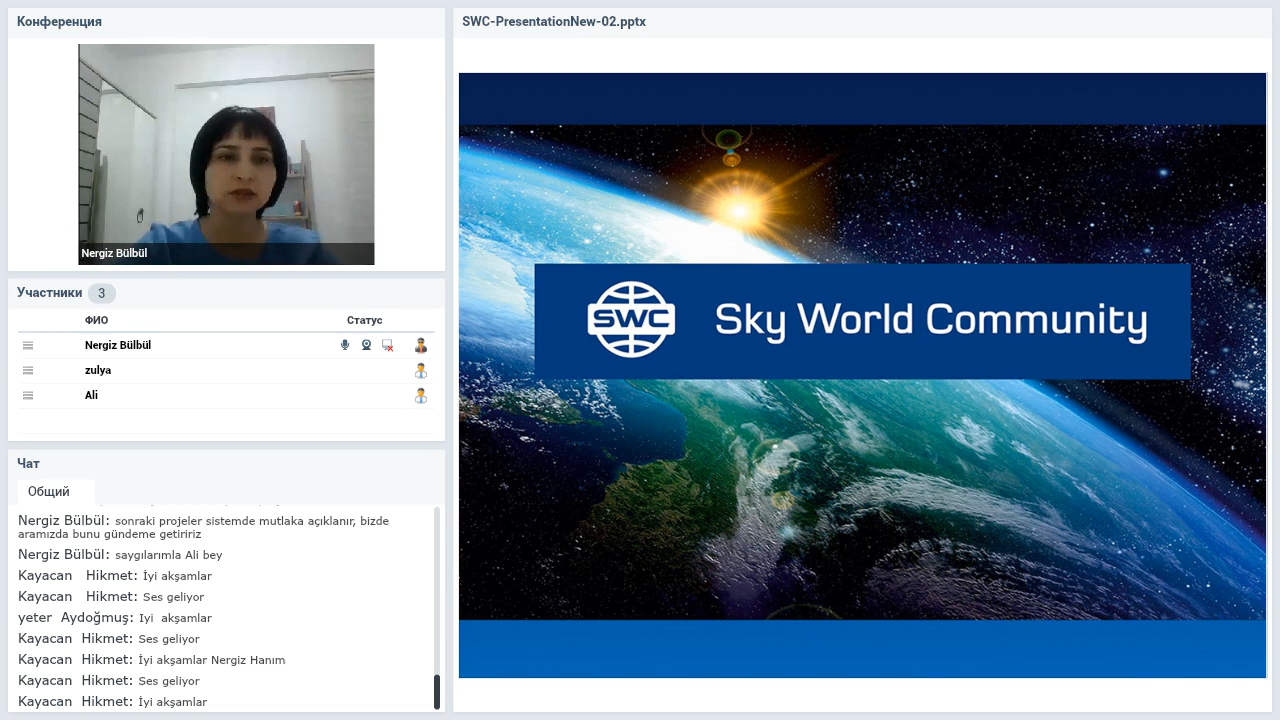 Конференция
Nergiz Bülbül
Участники 3
ФИО Статус
Nergiz Bülbül
zulya
Ali
Чат
Общий
Nergiz Bülbül: sonraki projeler sistemde mutlaka açıklanır, bizde
aramızda bunu gündeme getiririz
Nergiz Bülbül: saygılarımla Ali bey
Kayacan Hikmet: İyi akşamlar
Kayacan Hikmet: Ses geliyor
yeter Aydoğmuş: Iyi akşamlar
Kayacan Hikmet: Ses geliyor
Kayacan Hikmet: İyi akşamlar Nergiz Hanım
Kayacan Hikmet: Ses geliyor
Kayacan Hikmet: İyi akşamlar
SWC-PresentationNew-02.pptx
SWC Sky World Community